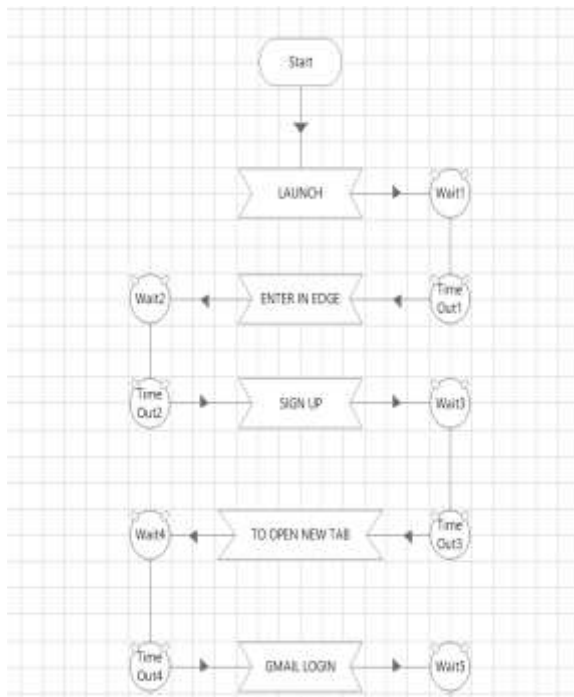 Start
LAUNCH
Wait1
Wait2
ENTER IN EDGE
Time
Out1
Time
Out2
SIGN UP
Wait3
Wait4
TO OPEN NEW TAB
Time
Out3
Time
Out4
GMAIL LOGIN
Wait5